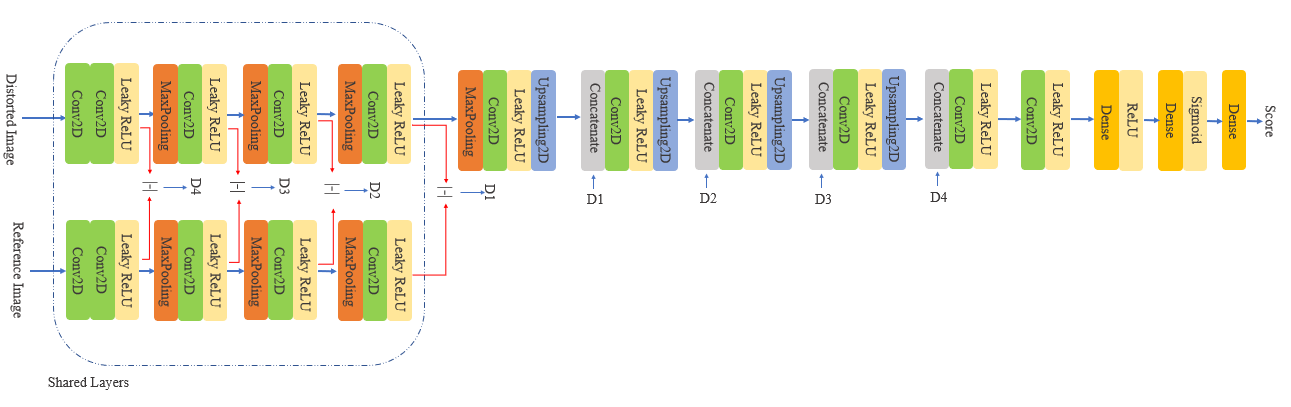 Distorted Image
Conv2D
Conv2D
Leaky ReLU
MaxPooling
Conv2D
Leaky ReLU
MaxPooling
Conv2D
Leaky ReLU
MaxPooling
Conv2D
Leaky ReLU
MaxPooling
Conv2D
Leaky ReLU
Upsampling2D
Concatenate
Conv2D
Leaky ReLU
Upsampling2D
Concatenate
Conv2D
Leaky ReLU
Upsampling2D
Concatenate
Conv2D
Leaky ReLU
Upsampling2D
Concatenate
Conv2D
Leaky ReLU
Conv2D
Leaky ReLU
Dense
ReLU
Dense
Sigmoid
Dense
Score
|-|
D4
|-|
D3
|-|
D2
|-|
D1
D1
D2
D3
D4
Reference Image
Conv2D
Conv2D
Leaky ReLU
MaxPooling
Conv2D
Leaky ReLU
MaxPooling
Conv2D
Leaky ReLU
MaxPooling
Conv2D
Leaky ReLU
Shared Layers